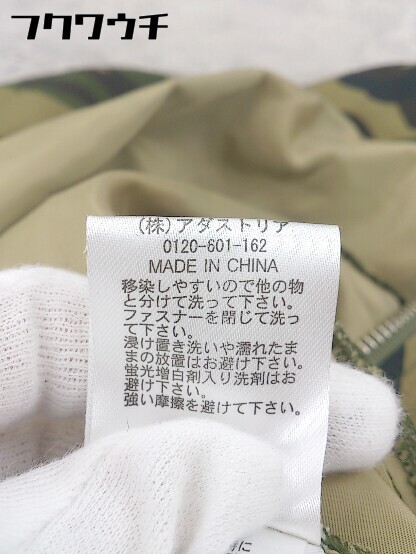 フクワウチ
(株)アダストリア
0120-601-162
MADE IN CHINA
移染しやすいので他の物
と分けて洗って下さい。
ファスナーを閉じて洗っ
て下さい。
浸け置き洗いや濡れたま
まの放置はお避け下さい。
蛍光増白剤入り洗剤はお
避け下さい。
強い摩擦を避けて下さい。